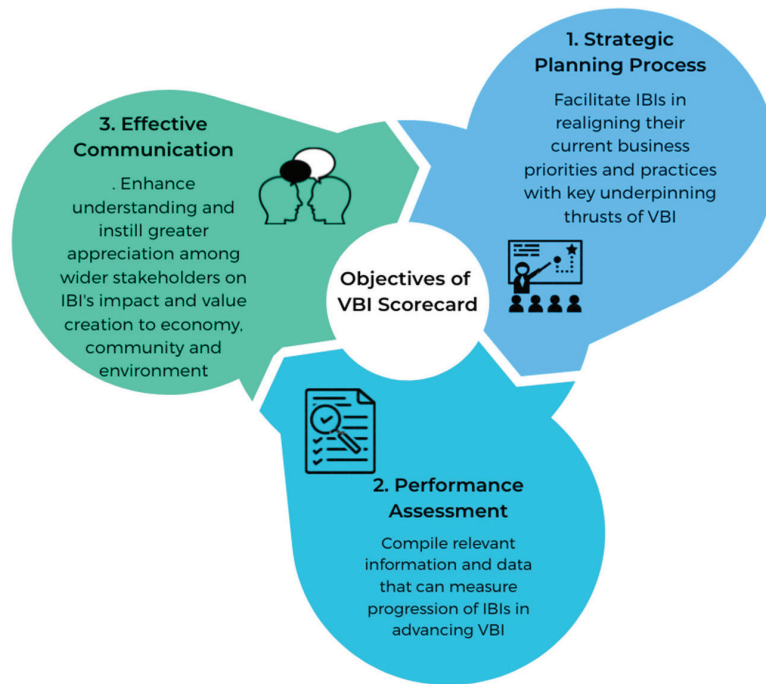 Objectives of
VBI Scorecard
1. Strategic
Planning Process
Facilitate IBIs in
realigning their
current business
priorities and practices
with key underpinning
thrusts of VBI
2. Performance
Assessment
Compile relevant
information and data
that can measure
progression of IBIs in
advancing VBI
3. Effective
Communication
. Enhance
understanding and
instill greater
appreciation among
wider stakeholders on
IBI's impact and value
creation to economy,
community and
environment